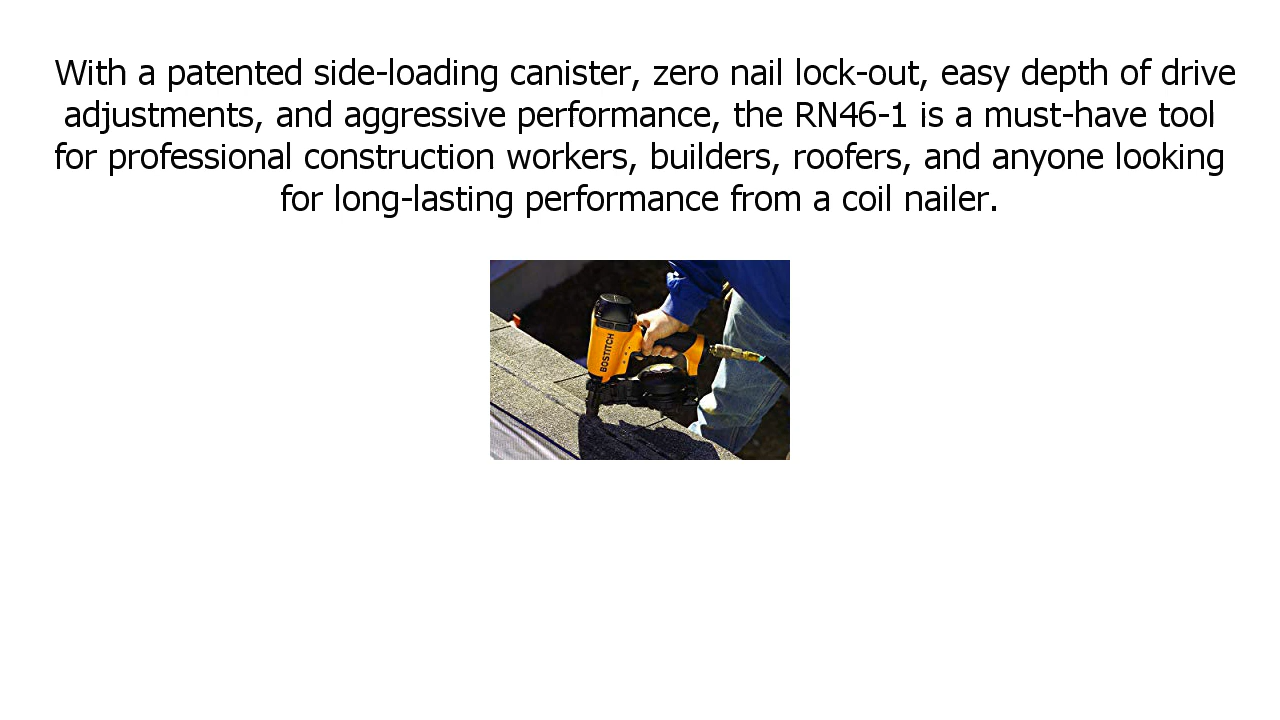 With a patented side-loading canister, zero nail lock-out, easy depth of drive
adjustments, and aggressive performance, the RN46-1 is a must-have tool
for professional construction workers, builders, roofers, and anyone looking
for long-lasting performance from a coil nailer.
BOSTITCH